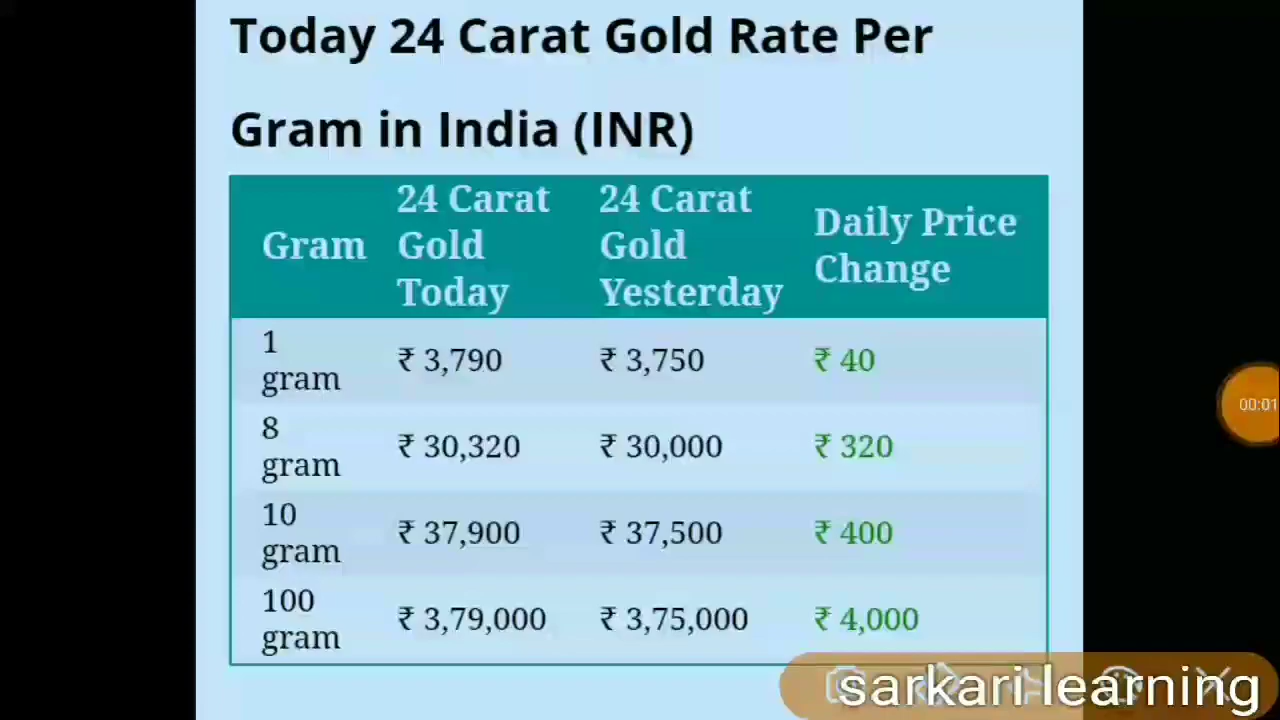 Today 24 Carat Gold Rate Per
Gram in India (INR)
Gram 24 Carat Gold Today 24 Carat Gold Yesterday Daily Price Change
1 gram ₹ 3,790 ₹ 3,750 ₹ 40
8 gram ₹ 30,320 ₹ 30,000 ₹ 320
10 gram ₹ 37,900 ₹ 37,500 ₹ 400
100 gram ₹ 3,79,000 ₹ 3,75,000 ₹ 4,000
00:01
sarkari learning